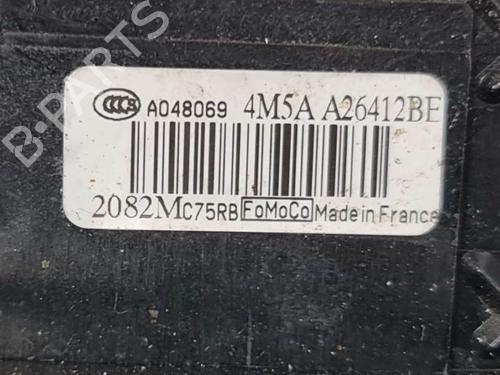 B-PARTS
CCC S A048069 4M5A A26412BE
2082M C75RB FoMoCo Made in France